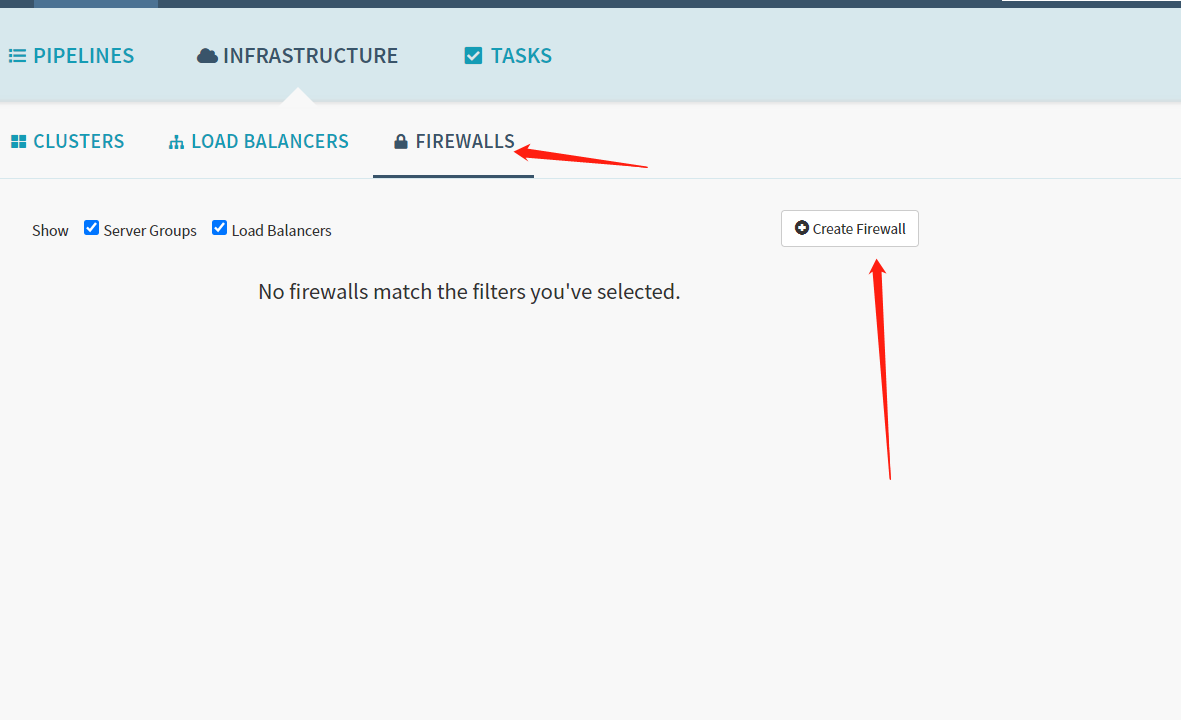 PIPELINES INFRASTRUCTURE TASKS
CLUSTERS LOAD BALANCERS FIREWALLS
Show Server Groups Load Balancers Create Firewall
No firewalls match the filters you've selected.